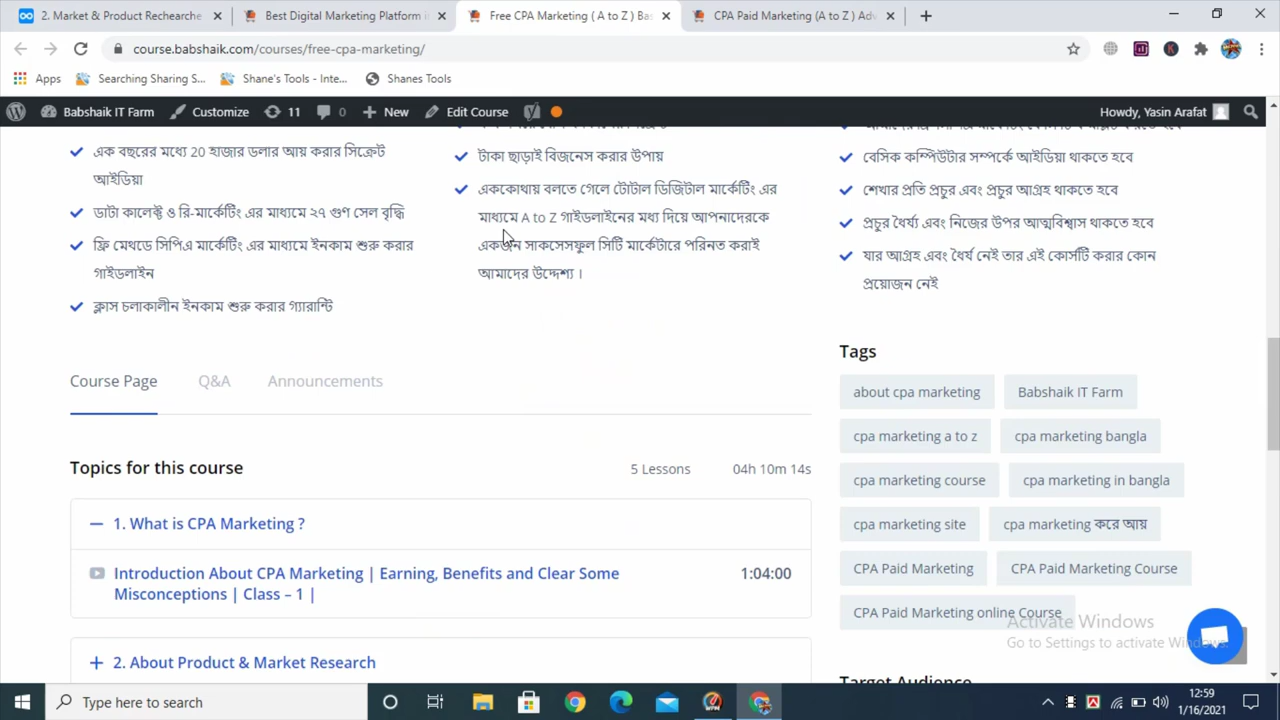 2. Market & Product Recherche
Best Digital Marketing Platform in
Free CPA Marketing ( A to Z ) Bas
CPA Paid Marketing (A to Z ) Adv
course.babshaik.com/courses/free-cpa-marketing/
Apps
Searching Sharing S...
Shane's Tools - Inte...
Shanes Tools
Babshaik IT Farm
Customize
11
0
New
Edit Course
Howdy, Yasin Arafat
এক বছরের মধ্যে 20 হাজার ডলার আয় করার সিক্রেট
আইডিয়া
ডাটা কালেক্ট ও রি-মার্কেটিং এর মাধ্যমে ২৭ গুণ সেল বৃদ্ধি
ফ্রি মেথডে সিপিএ মার্কেটিং এর মাধ্যমে ইনকাম শুরু করার
গাইডলাইন
ক্লাস চলাকালীন ইনকাম শুরু করার গ্যারান্টি
টাকা ছাড়াই বিজনেস করার উপায়
এককোথায় বলতে গেলে টোটাল ডিজিটাল মার্কেটিং এর
মাধ্যমে A to Z গাইডলাইনের মধ্য দিয়ে আপনাদেরকে
একজন সাকসেসফুল সিটি মার্কেটারে পরিনত করাই
আমাদের উদ্দেশ্য ।
বেসিক কম্পিউটার সম্পর্কে আইডিয়া থাকতে হবে
শেখার প্রতি প্রচুর এবং প্রচুর আগ্রহ থাকতে হবে
প্রচুর ধৈর্য্য এবং নিজের উপর আত্মবিশ্বাস থাকতে হবে
যার আগ্রহ এবং ধৈর্য নেই তার এই কোর্সটি করার কোন
প্রয়োজন নেই
Course Page
Q&A
Announcements
Topics for this course
5 Lessons
04h 10m 14s
1. What is CPA Marketing ?
Introduction About CPA Marketing | Earning, Benefits and Clear Some
Misconceptions | Class – 1 |
1:04:00
2. About Product & Market Research
Tags
about cpa marketing
Babshaik IT Farm
cpa marketing a to z
cpa marketing bangla
cpa marketing course
cpa marketing in bangla
cpa marketing site
cpa marketing করে আয়
CPA Paid Marketing
CPA Paid Marketing Course
CPA Paid Marketing online Course
Activate Windows
Go to Settings to activate Windows.
Target Audience
Type here to search
12:59
1/16/2021